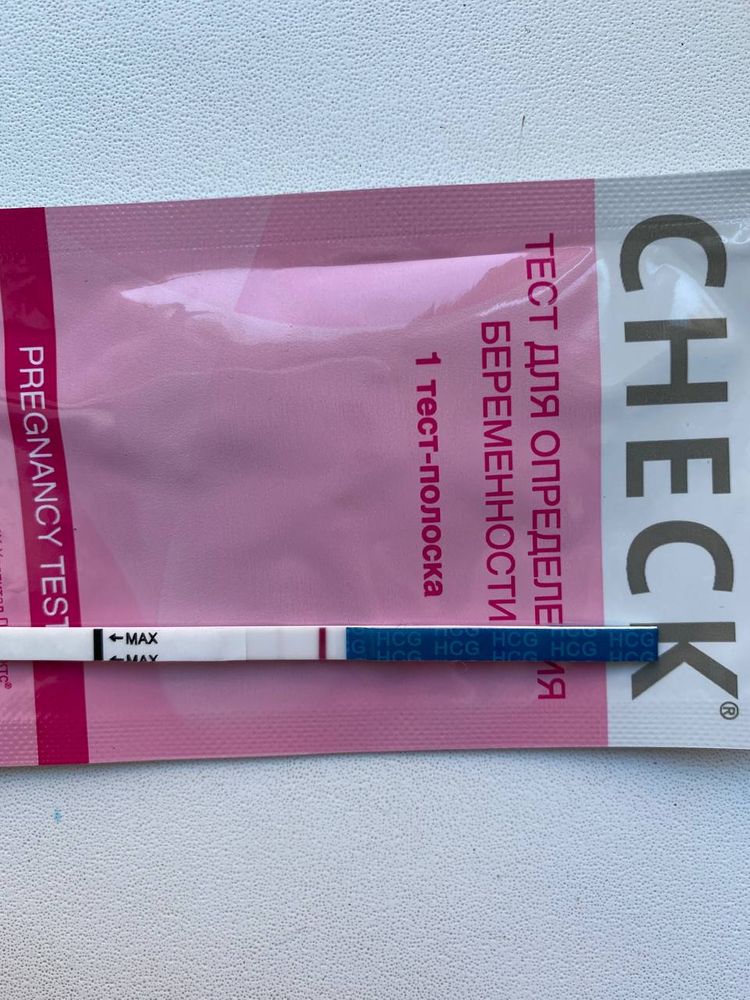 CHECK®
ТЕСТ ДЛЯ ОПРЕДЕЛЕНИЯ
БЕРЕМЕННОСТИ
1 тест-полоска
PREGNANCY TEST
←MAX HCG HCG HCG HCG HCG
←MAX HCG HCG HCG HCG HCG